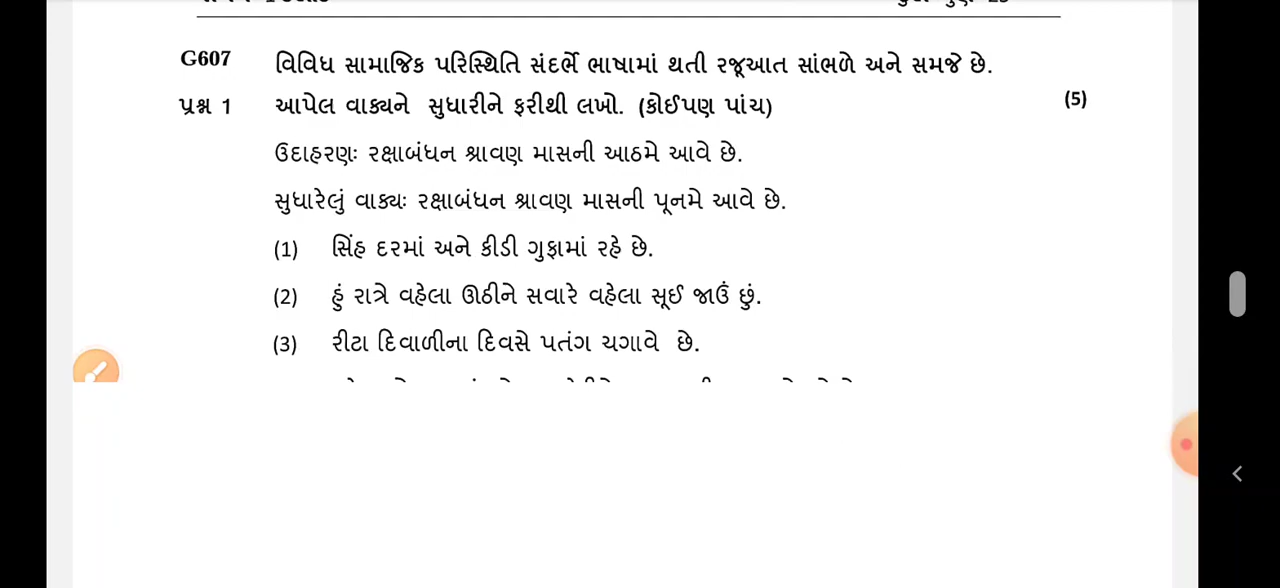 G607 વિવિધ સામાજિક પરિસ્થિતિ સંદર્ભે ભાષામાં થતી રજૂઆત સાંભળે અને સમજે છે.
પ્રશ્ન 1 આપેલ વાક્યને સુધારીને ફરીથી લખો. (કોઈપણ પાંચ) (5)
ઉદાહરણઃ રક્ષાબંધન શ્રાવણ માસની આઠમે આવે છે.
સુધારેલું વાક્યઃ રક્ષાબંધન શ્રાવણ માસની પૂનમે આવે છે.
(1) સિંહ દરમાં અને કીડી ગુફામાં રહે છે.
(2) હું રાત્રે વહેલા ઊઠીને સવારે વહેલા સૂઈ જાઉં છું.
(3) રીટા દિવાળીના દિવસે પતંગ ચગાવે છે.